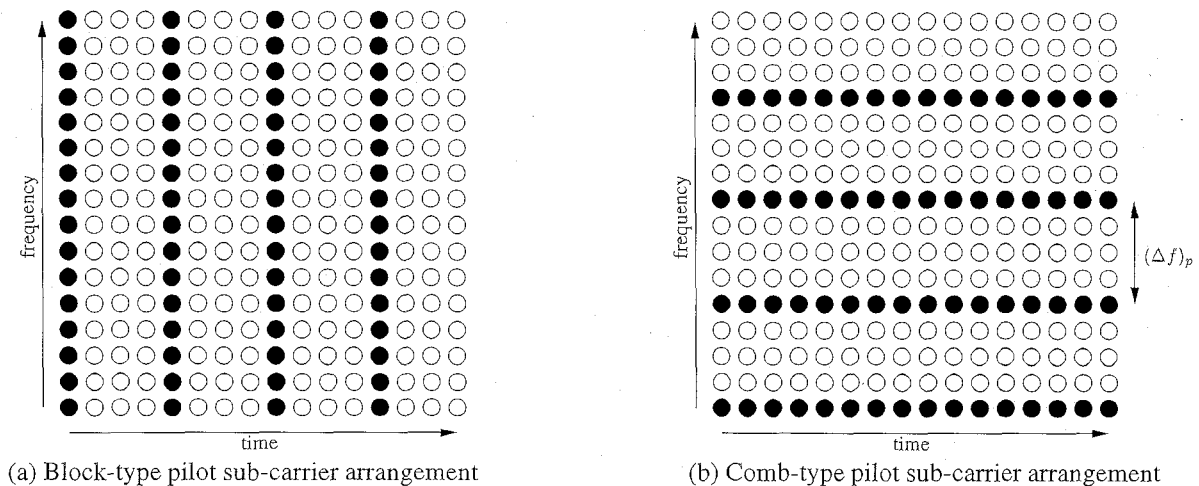 frequency
time
(a) Block-type pilot sub-carrier arrangement
frequency
(Δf)p
time
(b) Comb-type pilot sub-carrier arrangement